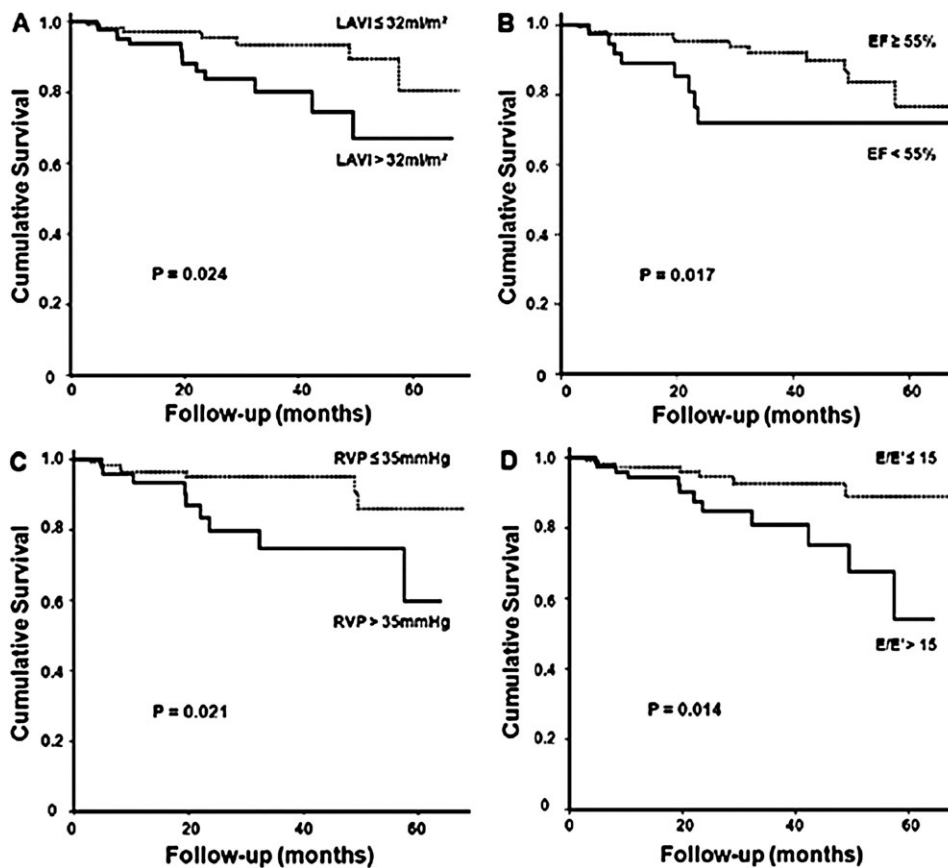 A
LAVI ≤ 32ml/m²
1.0
0.8
0.6
0.4
0.2
0
Cumulative Survival
LAVI > 32ml/m²
P = 0.024
0 20 40 60
Follow-up (months)
B
EF ≥ 55%
1.0
0.8
0.6
0.4
0.2
0
Cumulative Survival
EF < 55%
P = 0.017
0 20 40 60
Follow-up (months)
C
RVP ≤ 35mmHg
1.0
0.8
0.6
0.4
0.2
0
Cumulative Survival
RVP > 35mmHg
P = 0.021
0 20 40 60
Follow-up (months)
D
E/E' ≤ 15
1.0
0.8
0.6
0.4
0.2
0
Cumulative Survival
E/E' > 15
P = 0.014
0 20 40 60
Follow-up (months)